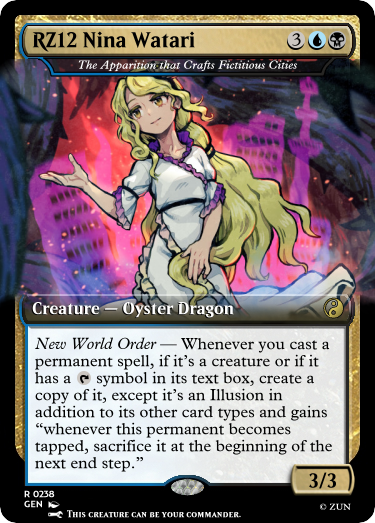 RZ12 Nina Watari 3
The Apparition that Crafts Fictitious Cities
Creature — Oyster Dragon
New World Order — Whenever you cast a
permanent spell, if it's a creature or if it
has a symbol in its text box, create a
copy of it, except it's an Illusion in
addition to its other card types and gains
“whenever this permanent becomes
tapped, sacrifice it at the beginning of the
next end step.”
3/3
R 0238
GEN
© ZUN
THIS CREATURE CAN BE YOUR COMMANDER.